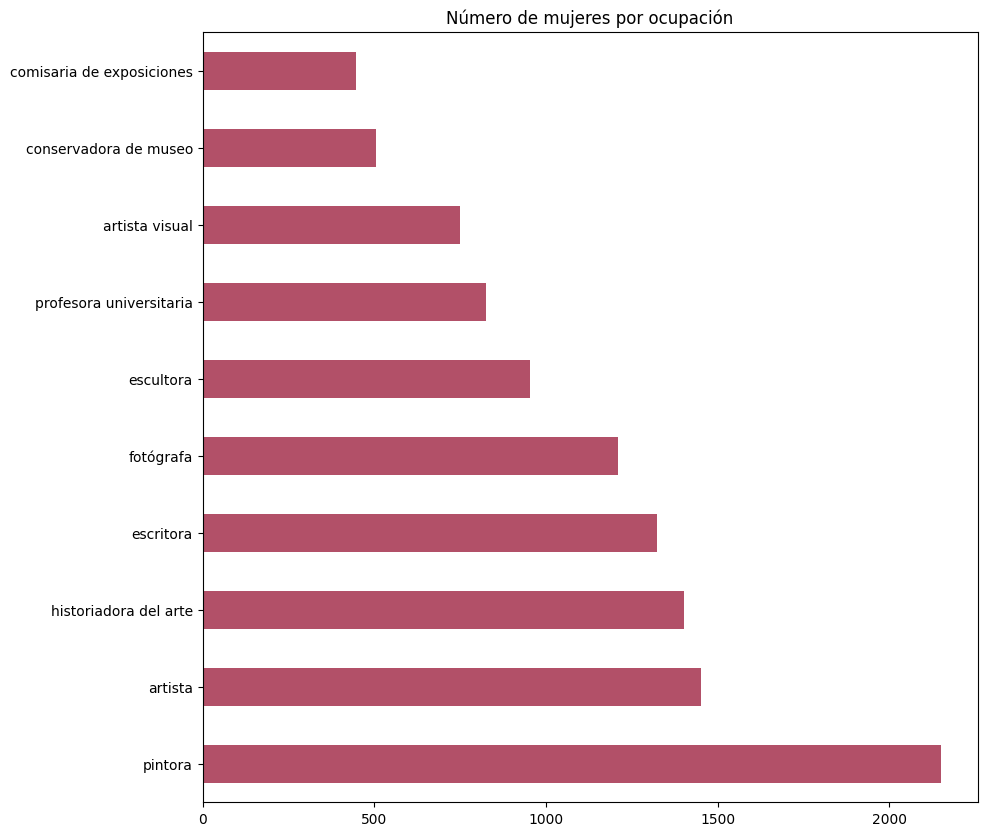 Número de mujeres por ocupación
comisaria de exposiciones
conservadora de museo
artista visual
profesora universitaria
escultora
fotógrafa
escritora
historiadora del arte
artista
pintora
0 500 1000 1500 2000